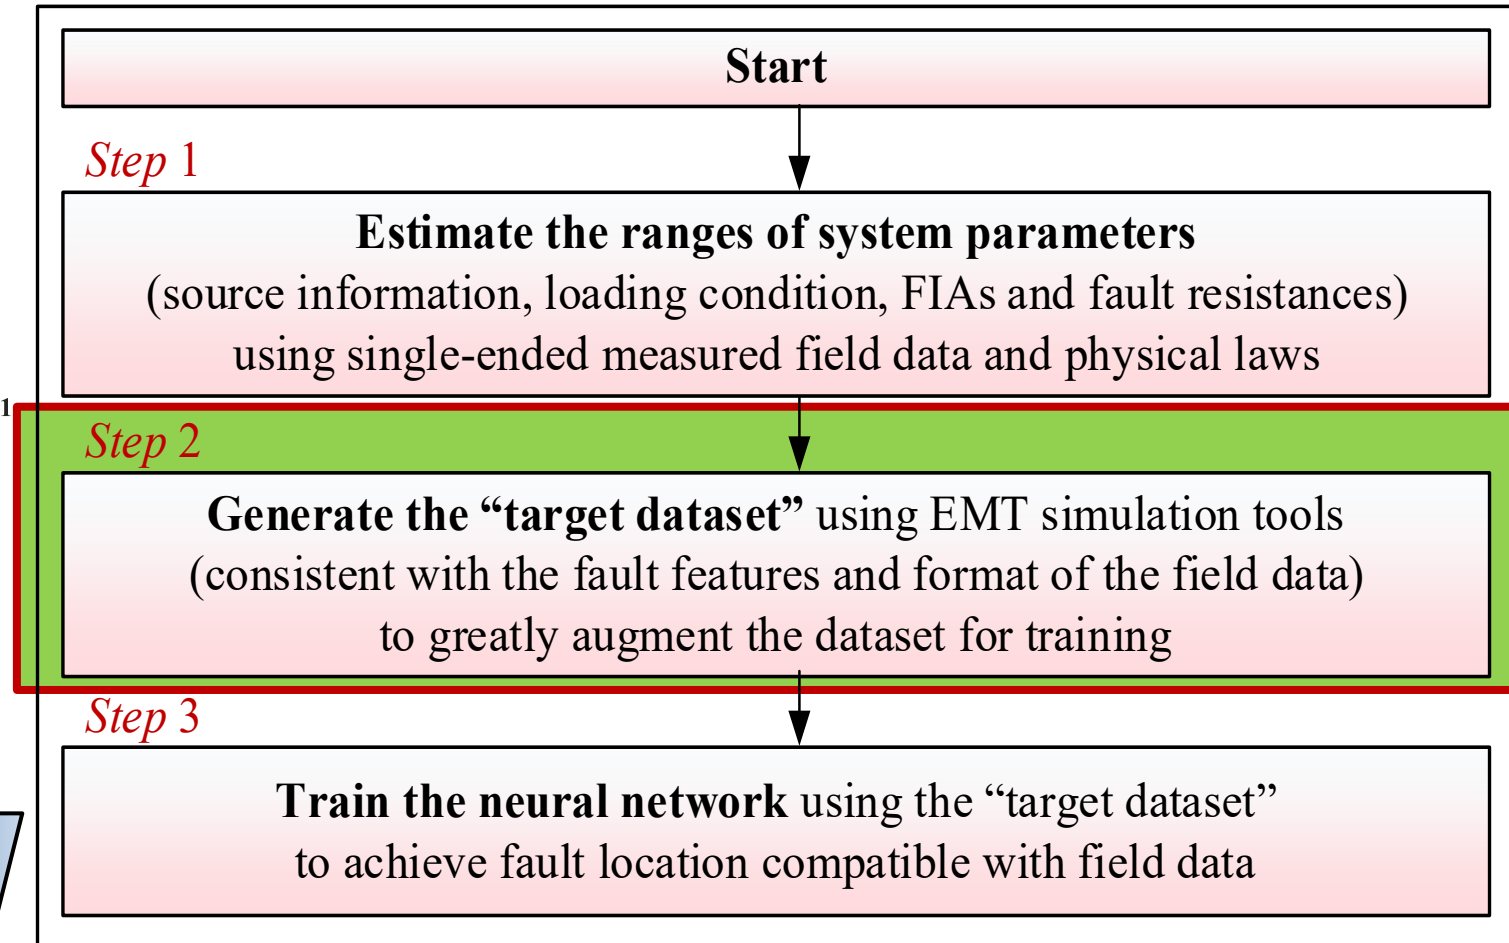 Start
Step 1
Estimate the ranges of system parameters
(source information, loading condition, FIAs and fault resistances)
using single-ended measured field data and physical laws
1
Step 2
Generate the “target dataset” using EMT simulation tools
(consistent with the fault features and format of the field data)
to greatly augment the dataset for training
Step 3
Train the neural network using the “target dataset”
to achieve fault location compatible with field data